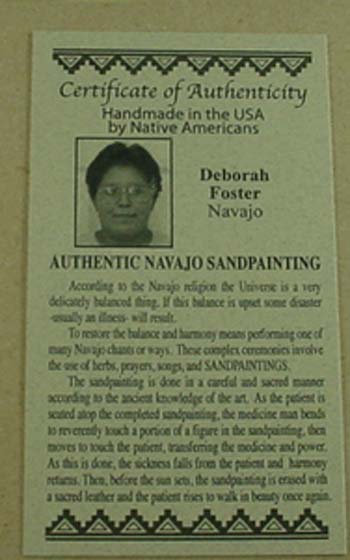 Certificate of Authenticity
Handmade in the USA
by Native Americans
Deborah
Foster
Navajo
AUTHENTIC NAVAJO SANDPAINTING
According to the Navajo religion the Universe is a very
delicately balanced thing. If this balance is upset some disaster
-usually an illness- will result.
To restore the balance and harmony means performing one of
many Navajo chants or ways. These complex ceremonies involve
the use of herbs, prayers, songs, and SANDPAINTINGS.
The sandpainting is done in a careful and sacred manner
according to the ancient knowledge of the art. As the patient is
seated atop the completed sandpainting, the medicine man bends
to reverently touch a portion of a figure in the sandpainting, then
moves to touch the patient, transferring the medicine and power.
As this is done, the sickness falls from the patient and harmony
returns. Then, before the sun sets, the sandpainting is erased with
a sacred leather and the patient rises to walk in beauty once again.